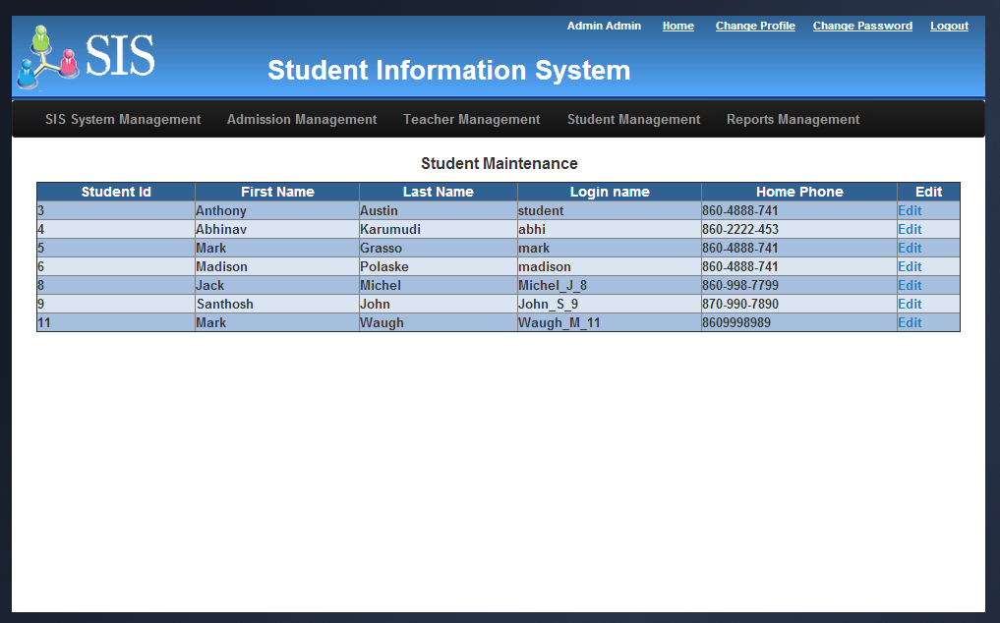 Admin Admin Home Change Profile Change Password Logout
SIS
Student Information System
SIS System Management Admission Management Teacher Management Student Management Reports Management
Student Maintenance
Student Id First Name Last Name Login name Home Phone Edit
3 Anthony Austin student 860-4888-741 Edit
4 Abhinav Karumudi abhi 860-2222-453 Edit
5 Mark Grasso mark 860-4888-741 Edit
6 Madison Polaske madison 860-4888-741 Edit
8 Jack Michel Michel_J_8 860-998-7799 Edit
9 Santhosh John John_S_9 870-990-7890 Edit
11 Mark Waugh Waugh_M_11 8609998989 Edit